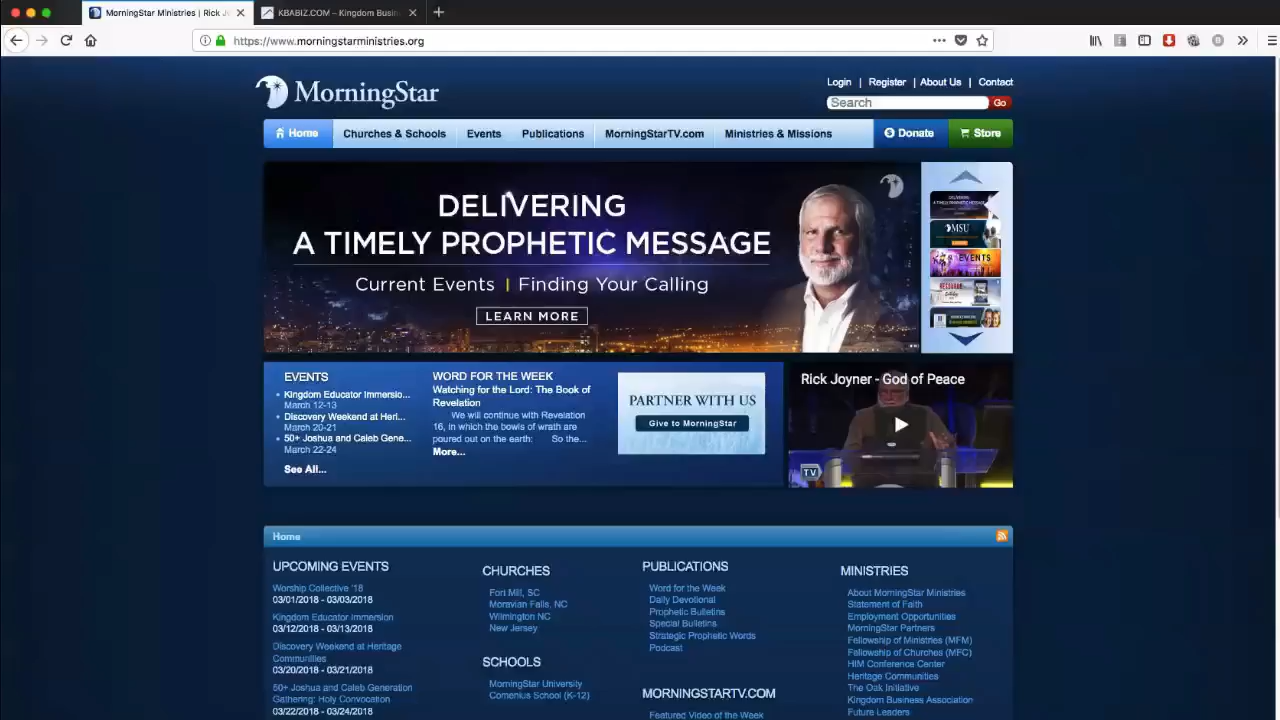 MorningStar Ministries | Rick J
KBABIZ.COM – Kingdom Busin
https://www.morningstarministries.org
MorningStar
Login | Register | About Us | Contact
Search
Go
Home
Churches & Schools
Events
Publications
MorningStarTV.com
Ministries & Missions
Donate
Store
DELIVERING
A TIMELY PROPHETIC MESSAGE
Current Events | Finding Your Calling
LEARN MORE
MSU
EVENTS
EVENTS
Kingdom Educator Immersio...
March 12-13
Discovery Weekend at Heri...
March 20-21
50+ Joshua and Caleb Gene...
March 22-24
See All...
WORD FOR THE WEEK
Watching for the Lord: The Book of
Revelation
We will continue with Revelation
16, in which the bowls of wrath are
poured out on the earth: So the...
More...
PARTNER WITH US
Give to MorningStar
Rick Joyner - God of Peace
TV
Home
UPCOMING EVENTS
Worship Collective '18
03/01/2018 - 03/03/2018
Kingdom Educator Immersion
03/12/2018 - 03/13/2018
Discovery Weekend at Heritage
Communities
03/20/2018 - 03/21/2018
50+ Joshua and Caleb Generation
Gathering: Holy Convocation
03/22/2018 - 03/24/2018
CHURCHES
Fort Mill, SC
Moravian Falls, NC
Wilmington NC
New Jersey
SCHOOLS
MorningStar University
Comenius School (K-12)
PUBLICATIONS
Word for the Week
Daily Devotional
Prophetic Bulletins
Special Bulletins
Strategic Prophetic Words
Podcast
MORNINGSTARTV.COM
Featured Video of the Week
MINISTRIES
About MorningStar Ministries
Statement of Faith
Employment Opportunities
MorningStar Partners
Fellowship of Ministries (MFM)
Fellowship of Churches (MFC)
HIM Conference Center
Heritage Communities
The Oak Initiative
Kingdom Business Association
Future Leaders